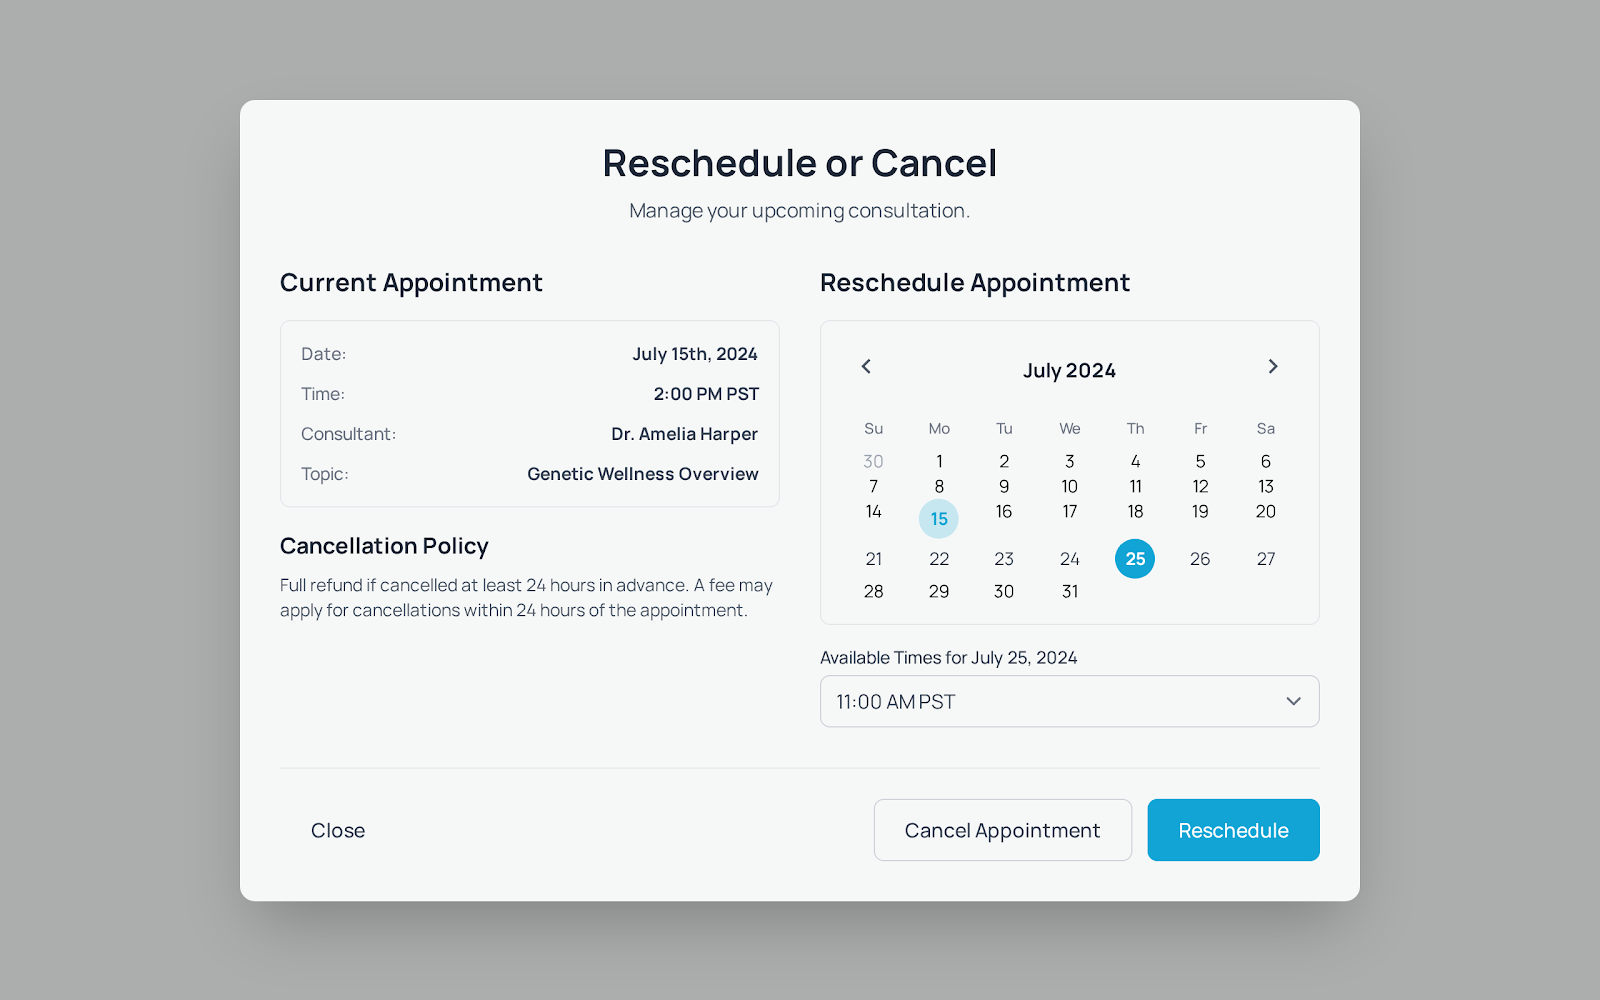 Reschedule or Cancel
Manage your upcoming consultation.
Current Appointment
Date: July 15th, 2024
Time: 2:00 PM PST
Consultant: Dr. Amelia Harper
Topic: Genetic Wellness Overview
Cancellation Policy
Full refund if cancelled at least 24 hours in advance. A fee may
apply for cancellations within 24 hours of the appointment.
Reschedule Appointment
July 2024
Su Mo Tu We Th Fr Sa
30 1 2 3 4 5 6
7 8 9 10 11 12 13
14 15 16 17 18 19 20
21 22 23 24 25 26 27
28 29 30 31
Available Times for July 25, 2024
11:00 AM PST
Close
Cancel Appointment
Reschedule